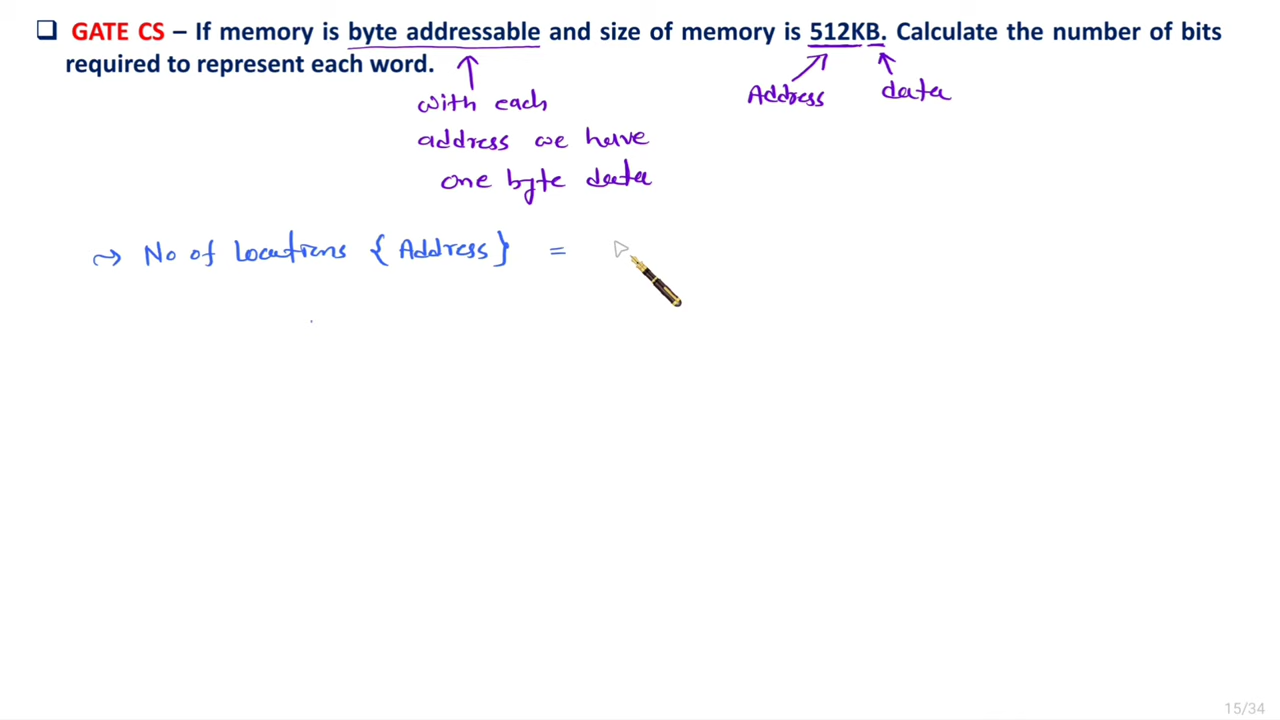 ❑ GATE CS – If memory is byte addressable and size of memory is 512KB. Calculate the number of bits
required to represent each word.
with each
address we have
one byte data
Address
data
→ No of Locations {Address} =
15/34